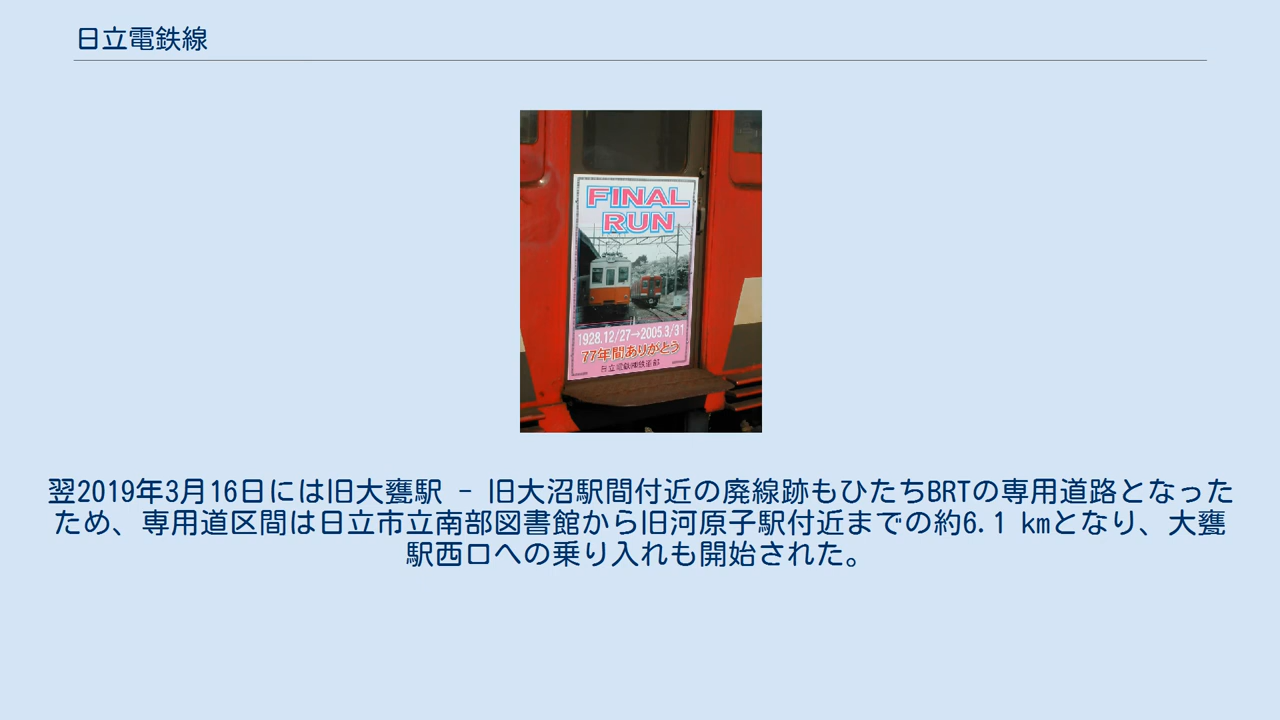 日立電鉄線
FINAL
RUN
1928.12/27→2005.3/31
77年間ありがとう
日立電鉄㈱鉄道部
翌2019年3月16日には旧大甕駅 - 旧大沼駅間付近の廃線跡もひたちBRTの専用道路となった
ため、専用道区間は日立市立南部図書館から旧河原子駅付近までの約6.1 kmとなり、大甕
駅西口への乗り入れも開始された。